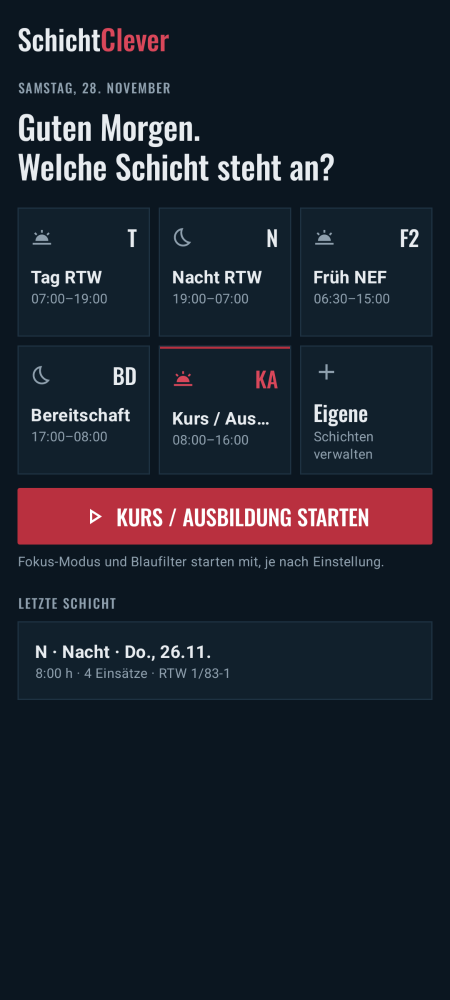 SchichtClever
SAMSTAG, 28. NOVEMBER
Guten Morgen.
Welche Schicht steht an?
T
Tag RTW
07:00–19:00
N
Nacht RTW
19:00–07:00
F2
Früh NEF
06:30–15:00
BD
Bereitschaft
17:00–08:00
KA
Kurs / Aus…
08:00–16:00
Eigene
Schichten
verwalten
KURS / AUSBILDUNG STARTEN
Fokus-Modus und Blaufilter starten mit, je nach Einstellung.
LETZTE SCHICHT
N · Nacht · Do., 26.11.
8:00 h · 4 Einsätze · RTW 1/83-1